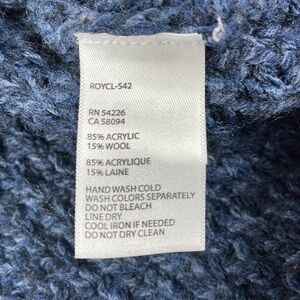 ROYCL-S42
RN 54226
CA 58094
85% ACRYLIC
15% WOOL
85% ACRYLIQUE
15% LAINE
HAND WASH COLD
WASH COLORS SEPARATELY
DO NOT BLEACH
LINE DRY
COOL IRON IF NEEDED
DO NOT DRY CLEAN